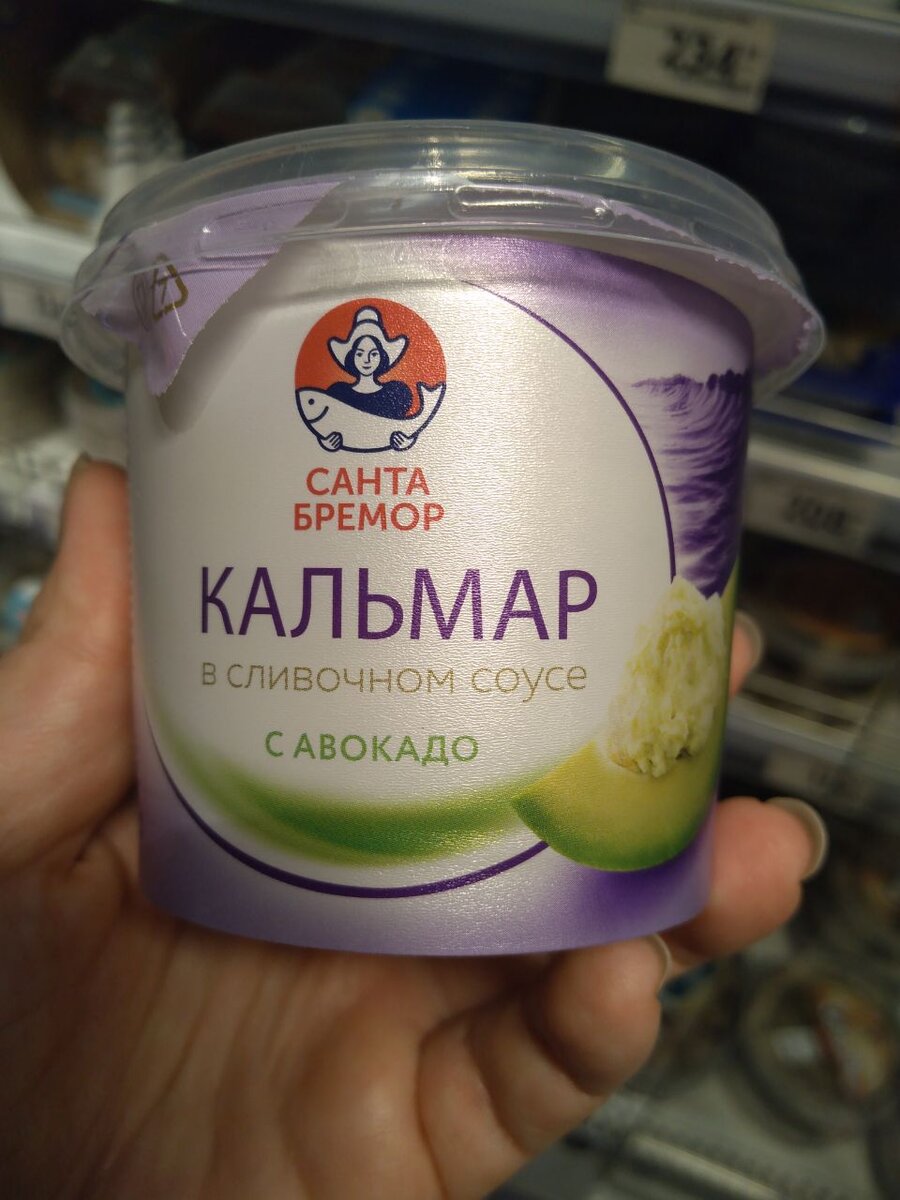 САНТА
БРЕМОР
КАЛЬМАР
в сливочном соусе
с авокадо